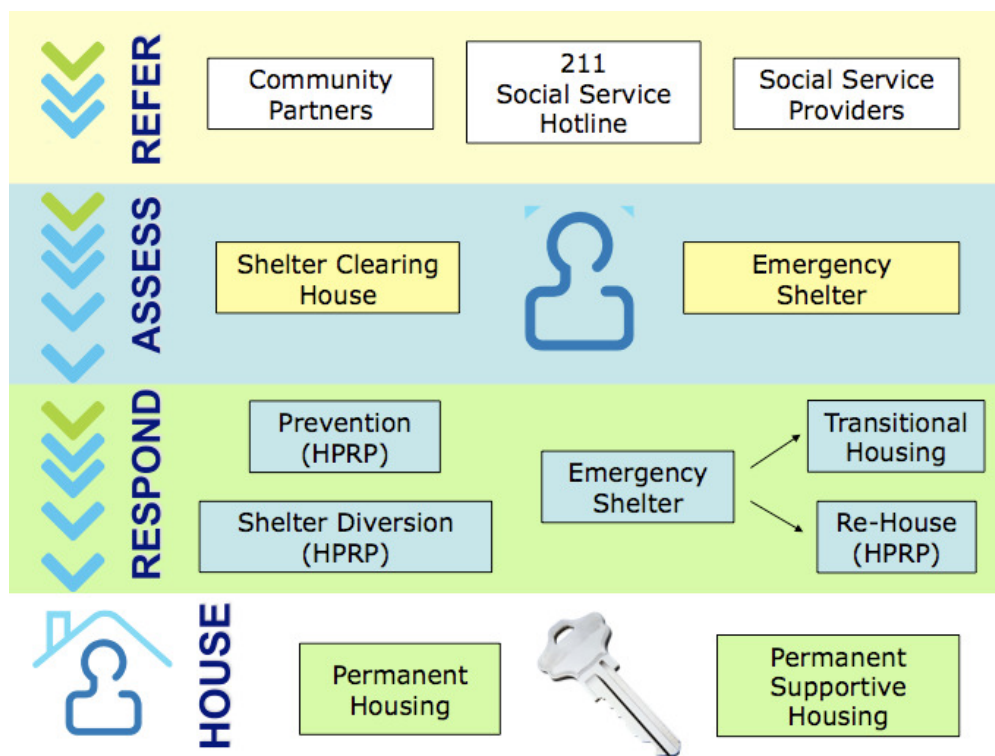 REFER
Community
Partners
211
Social Service
Hotline
Social Service
Providers
ASSESS
Shelter Clearing
House
Emergency
Shelter
RESPOND
Prevention
(HPRP)
Shelter Diversion
(HPRP)
Emergency
Shelter
Transitional
Housing
Re-House
(HPRP)
HOUSE
Permanent
Housing
Permanent
Supportive
Housing